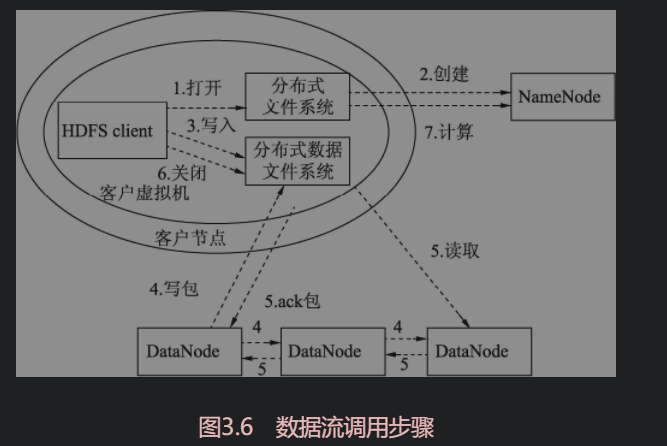 1.打开
分布式
文件系统
2.创建
NameNode
HDFS client
3.写入
7.计算
分布式数据
文件系统
6.关闭
客户虚拟机
客户节点
5.读取
4.写包
5.ack包
DataNode
4
5
DataNode
4
5
DataNode
图3.6 数据流调用步骤